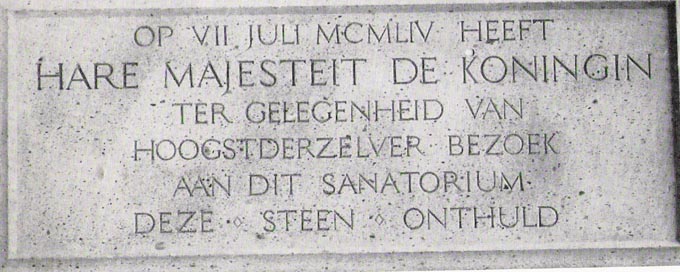 OP VII JULI MCMLIV HEEFT
HARE MAJESTEIT DE KONINGIN
TER GELEGENHEID VAN
HOOGSTDERZELVER BEZOEK
AAN DIT SANATORIUM
DEZE ⋄ STEEN ⋄ ONTHULD